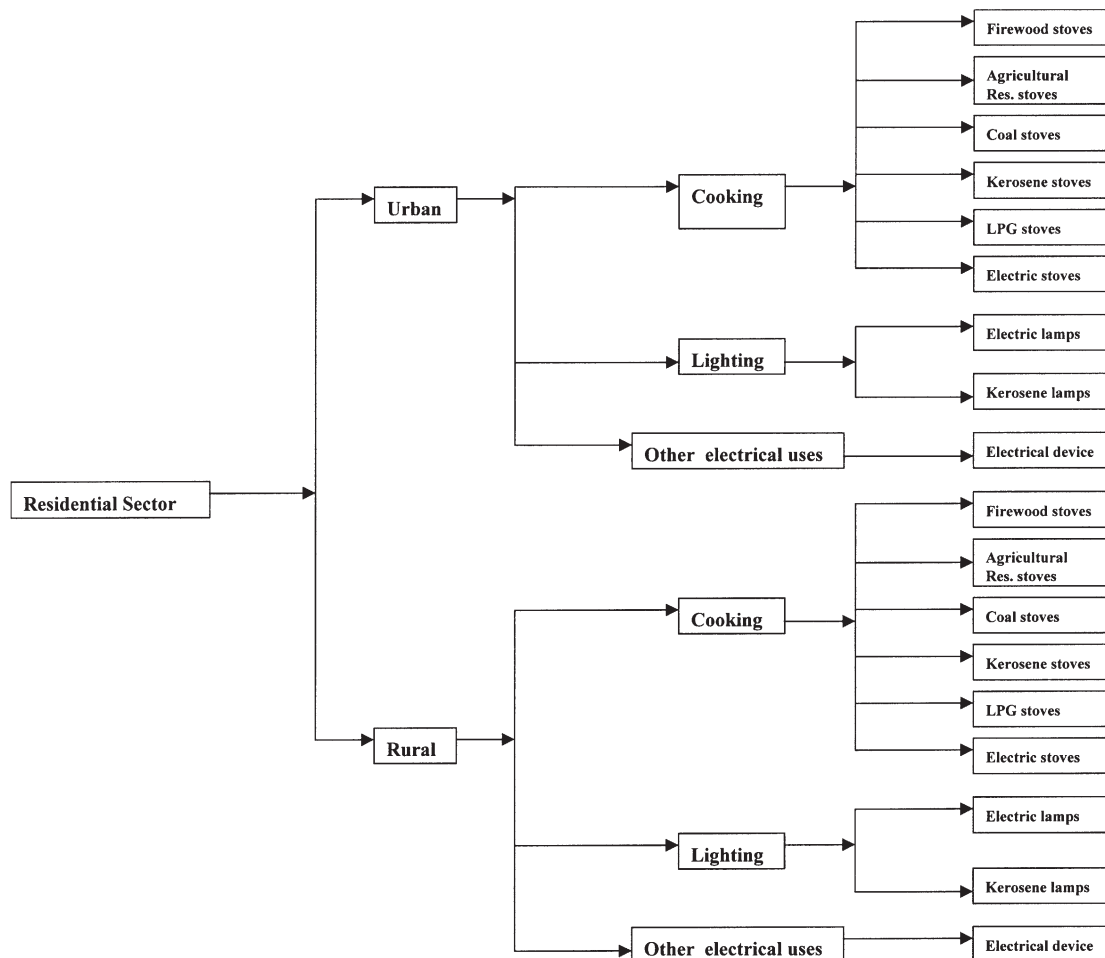 Firewood stoves
Agricultural
Res. stoves
Coal stoves
Kerosene stoves
LPG stoves
Electric stoves
Urban
Cooking
Lighting
Electric lamps
Kerosene lamps
Other electrical uses
Electrical device
Residential Sector
Firewood stoves
Agricultural
Res. stoves
Coal stoves
Kerosene stoves
LPG stoves
Electric stoves
Cooking
Rural
Electric lamps
Lighting
Kerosene lamps
Other electrical uses
Electrical device